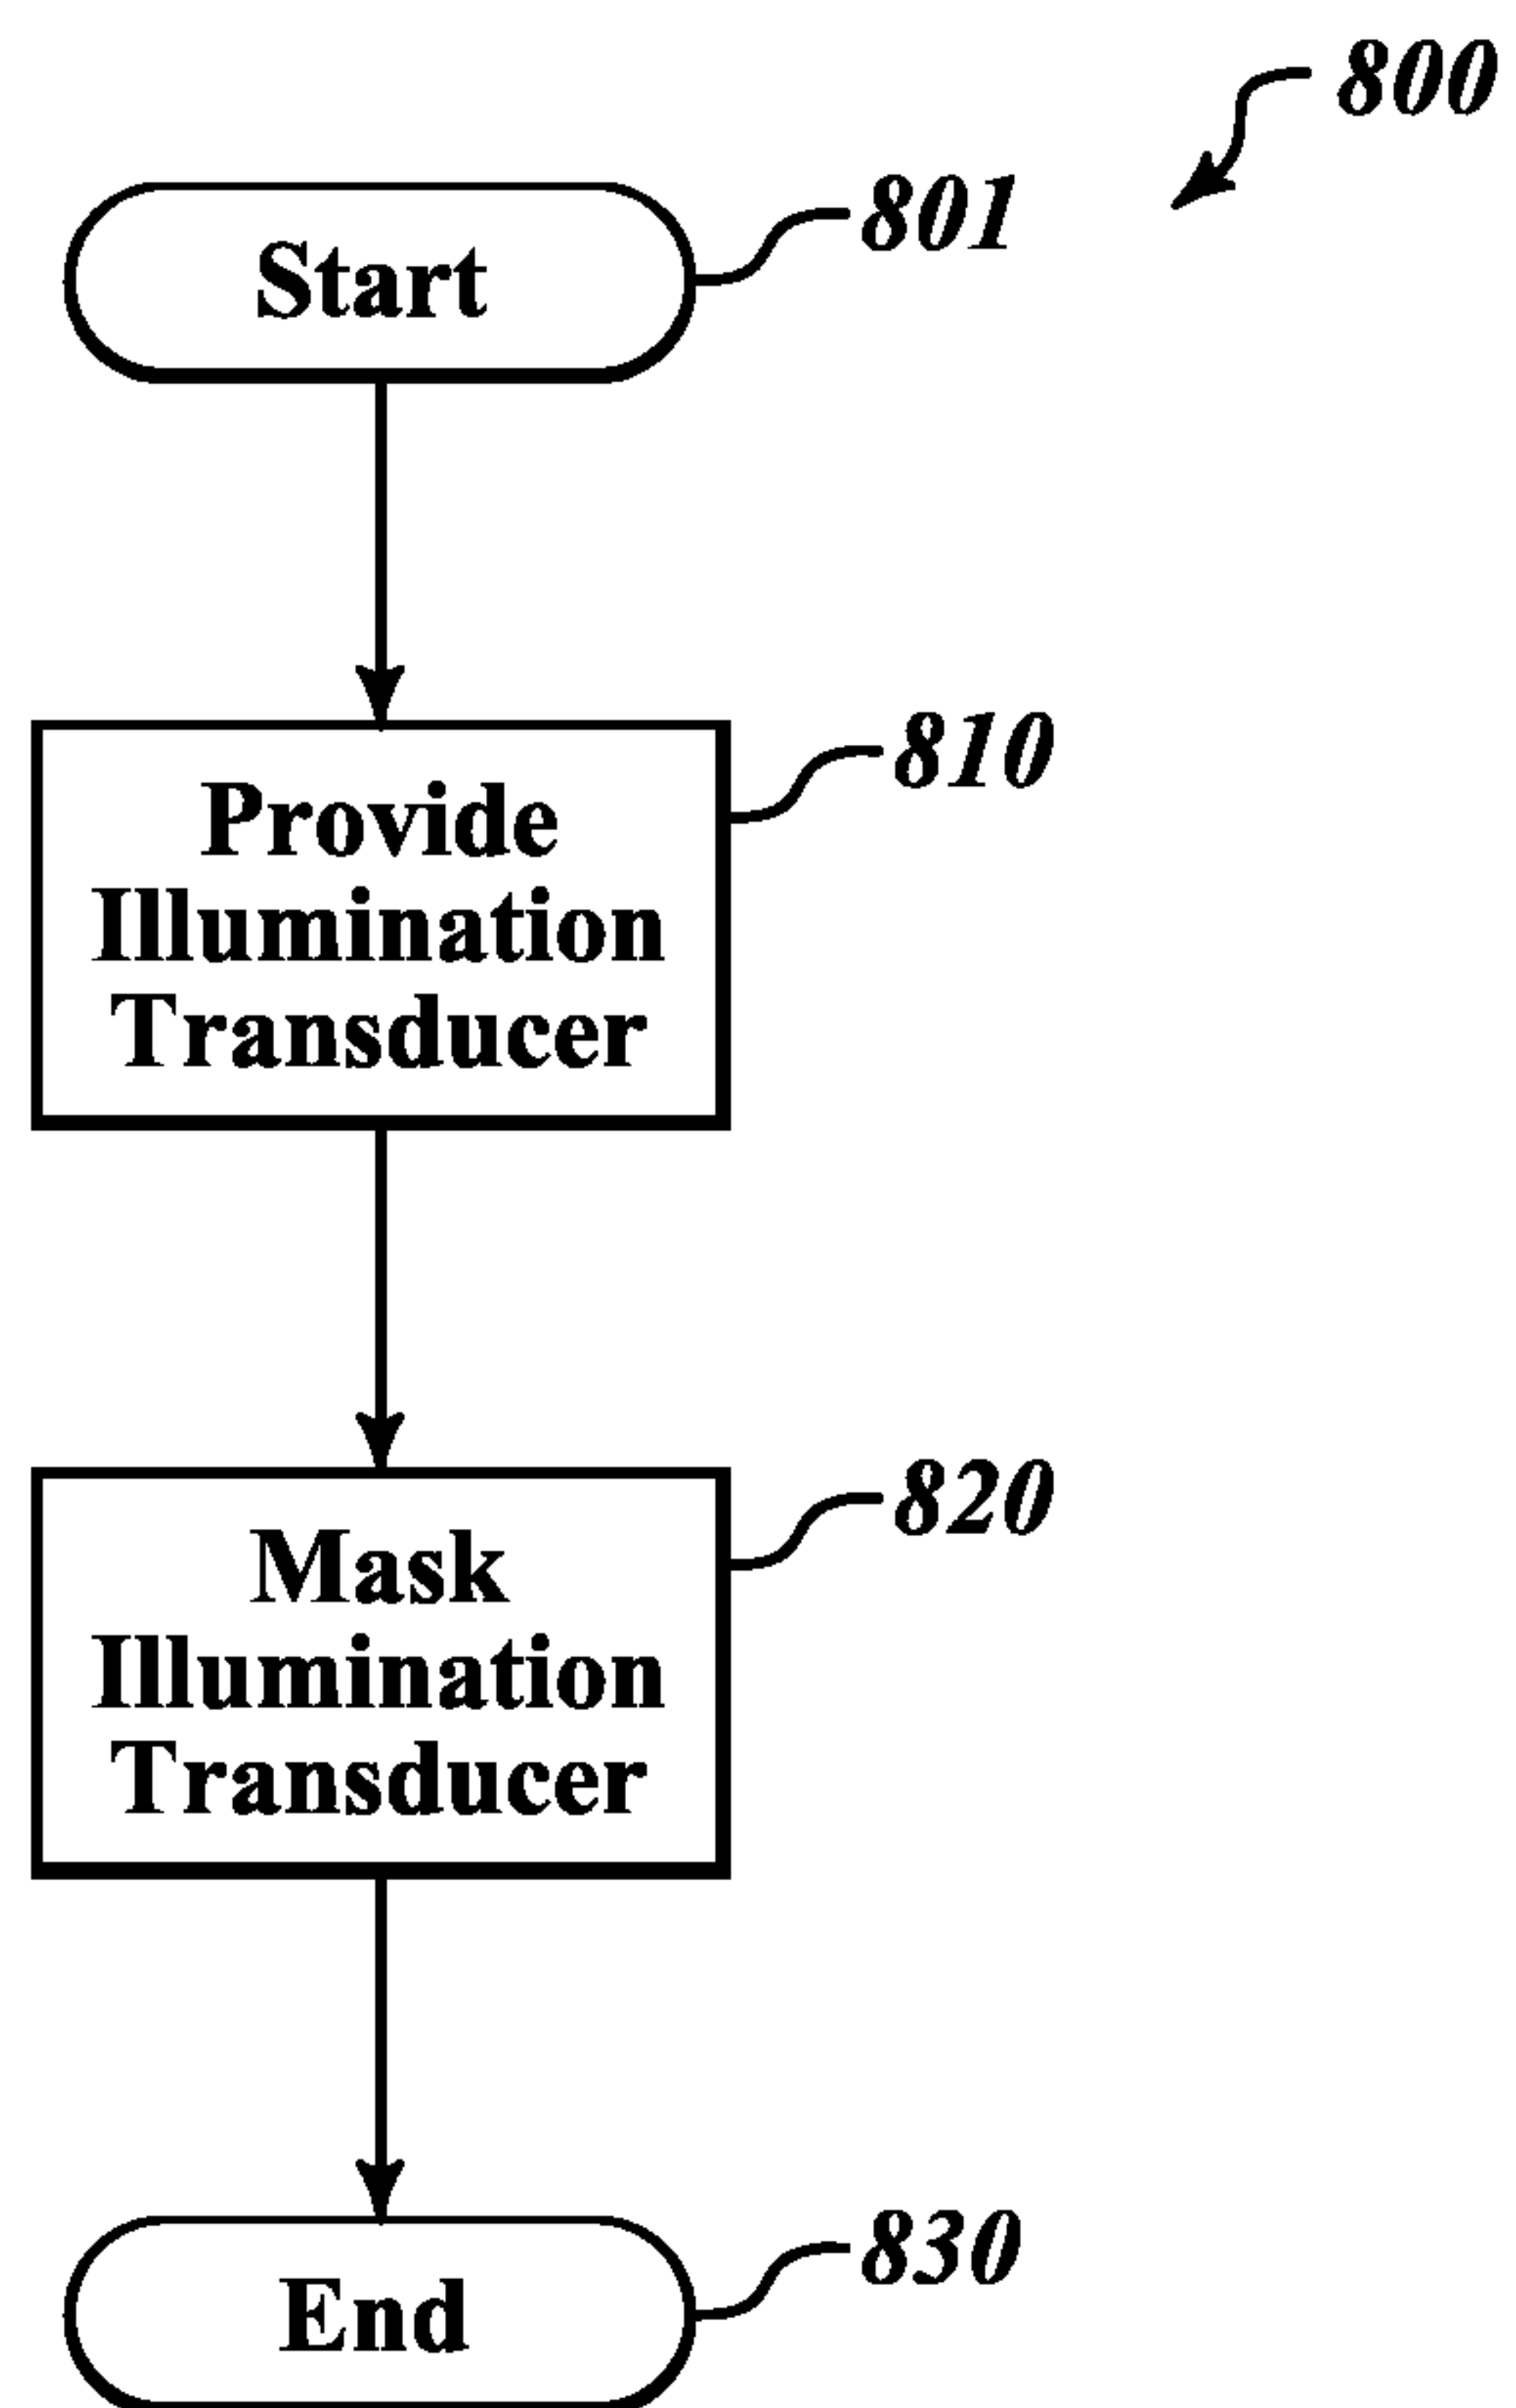 800
Start
801
Provide
Illumination
Transducer
810
Mask
Illumination
Transducer
820
End
830